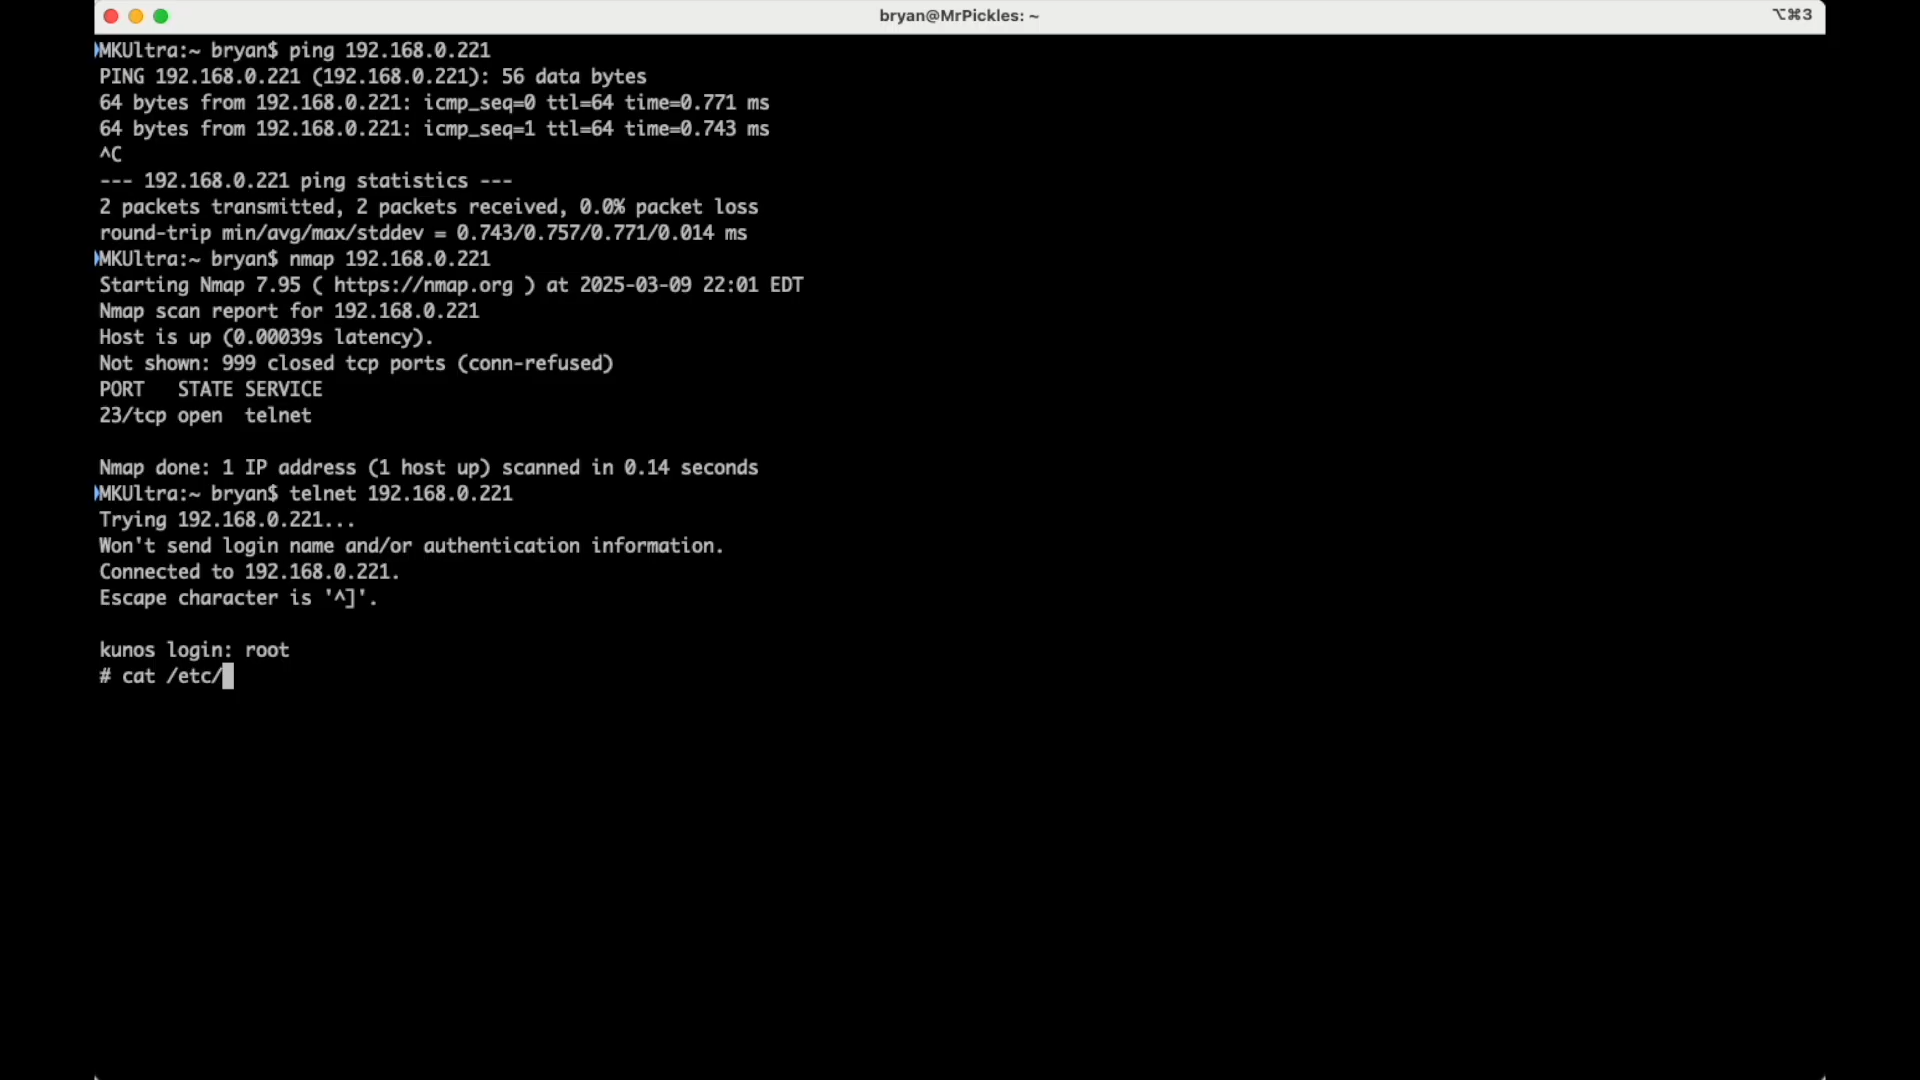 bryan@MrPickles: ~
⌥⌘3
MKUltra:~ bryan$ ping 192.168.0.221
PING 192.168.0.221 (192.168.0.221): 56 data bytes
64 bytes from 192.168.0.221: icmp_seq=0 ttl=64 time=0.771 ms
64 bytes from 192.168.0.221: icmp_seq=1 ttl=64 time=0.743 ms
^C
--- 192.168.0.221 ping statistics ---
2 packets transmitted, 2 packets received, 0.0% packet loss
round-trip min/avg/max/stddev = 0.743/0.757/0.771/0.014 ms
MKUltra:~ bryan$ nmap 192.168.0.221
Starting Nmap 7.95 ( https://nmap.org ) at 2025-03-09 22:01 EDT
Nmap scan report for 192.168.0.221
Host is up (0.00039s latency).
Not shown: 999 closed tcp ports (conn-refused)
PORT   STATE SERVICE
23/tcp open  telnet
Nmap done: 1 IP address (1 host up) scanned in 0.14 seconds
MKUltra:~ bryan$ telnet 192.168.0.221
Trying 192.168.0.221...
Won't send login name and/or authentication information.
Connected to 192.168.0.221.
Escape character is '^]'.
kunos login: root
# cat /etc/